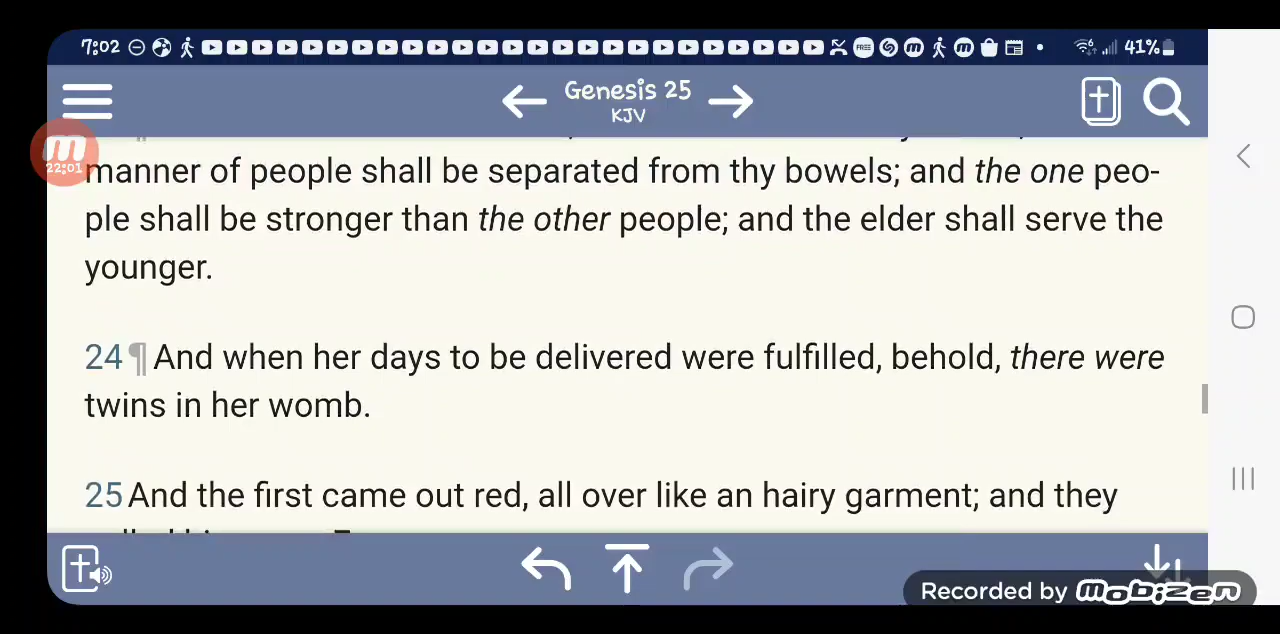 7:02 FREE 41%
Genesis 25
KJV
22:01
manner of people shall be separated from thy bowels; and the one peo-
ple shall be stronger than the other people; and the elder shall serve the
younger.
24 ¶ And when her days to be delivered were fulfilled, behold, there were
twins in her womb.
25 And the first came out red, all over like an hairy garment; and they
Recorded by MOBIZEN